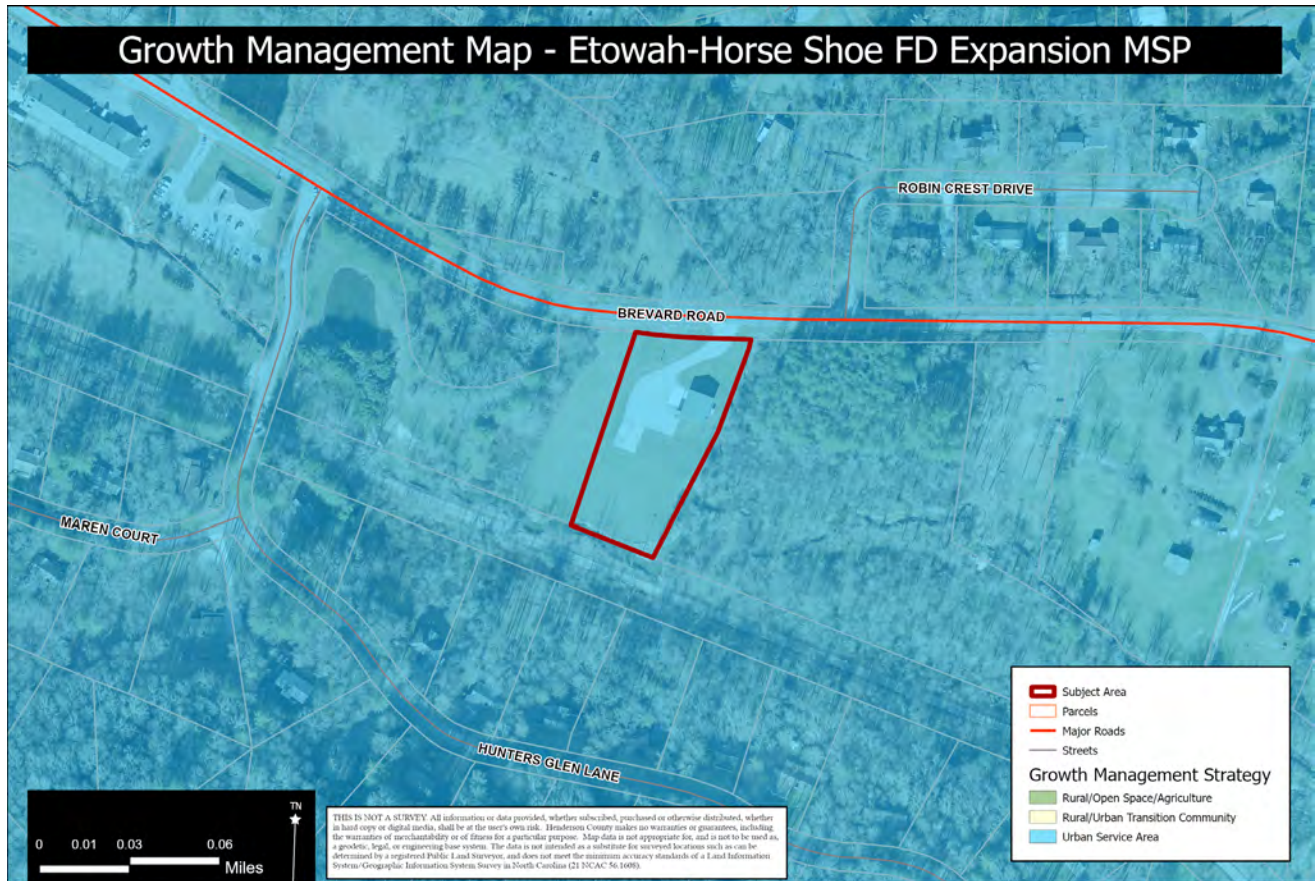 Growth Management Map - Etowah-Horse Shoe FD Expansion MSP
ROBIN CREST DRIVE
BREVARD ROAD
MAREN COURT
HUNTERS GLEN LANE
Subject Area
Parcels
Major Roads
Streets
Growth Management Strategy
Rural/Open Space/Agriculture
Rural/Urban Transition Community
Urban Service Area
TN
0 0.01 0.03 0.06
Miles
THIS IS NOT A SURVEY. All information or data provided, whether subscribed, purchased or otherwise distributed, whether
in hard copy or digital media, shall be at the user's own risk. Henderson County makes no warranties or guarantees, including
the warranties of merchantability or of fitness for a particular purpose. Map data is not appropriate for, and is not to be used as,
a geodetic, legal, or engineering base system. The data is not intended as a substitute for surveyed locations such as can be
determined by a registered Public Land Surveyor, and does not meet the minimum accuracy standards of a Land Information
System/Geographic Information System Survey in North Carolina (21 NCAC 56.1608).